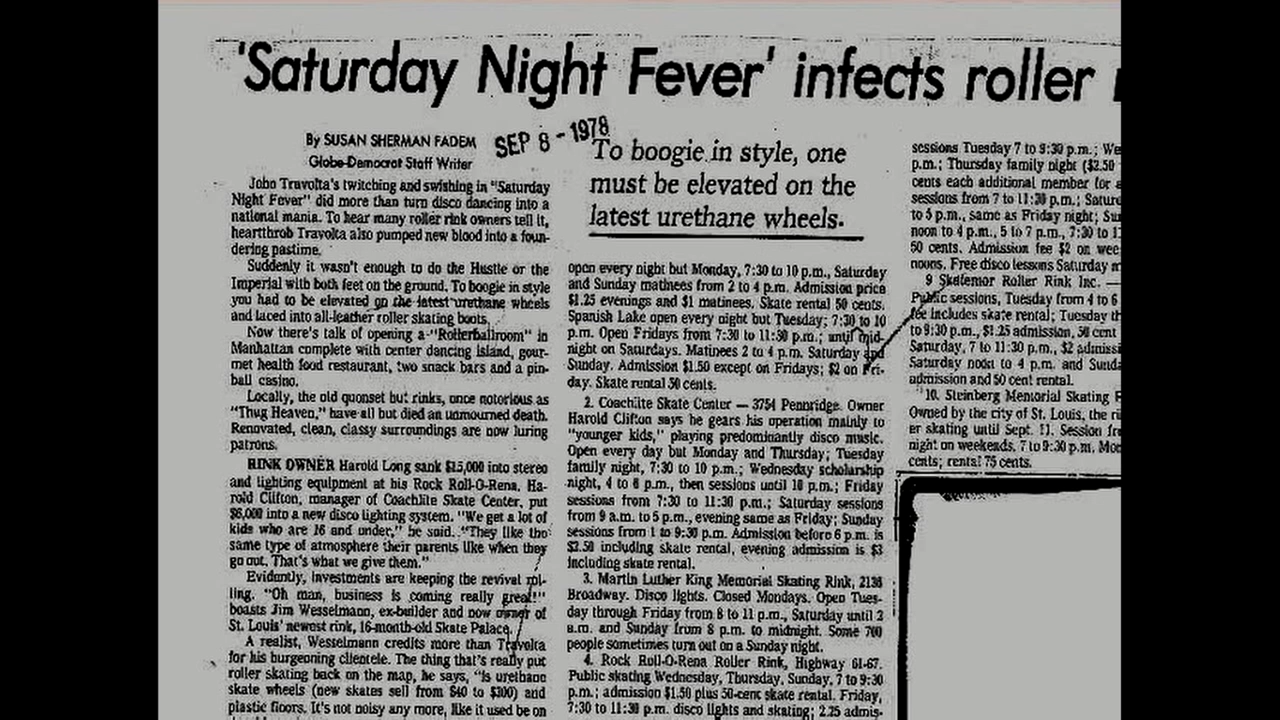 'Saturday Night Fever' infects roller
By SUSAN SHERMAN FADEM
Globe-Democrat Staff Writer
SEP 8 - 1978
John Travolta's twitching and swishing in "Saturday
Night Fever" did more than turn disco dancing into a
national mania. To hear many roller rink owners tell it,
heartthrob Travolta also pumped new blood into a foun-
dering pastime.
Suddenly it wasn't enough to do the Hustle or the
Imperial with both feet on the ground. To boogie in style
you had to be elevated on the latest urethane wheels
and laced into all-leather roller skating boots.
Now there's talk of opening a "Rollerballroom" in
Manhattan complete with center dancing island, gour-
met health food restaurant, two snack bars and a pin-
ball casino.
Locally, the old quonset but rinks, once notorious as
"Thug Heaven," have all but died an unmourned death.
Renovated, clean, classy surroundings are now luring
patrons.
RINK OWNER Harold Long sank $15,000 into stereo
and lighting equipment at his Rock Roll-O-Rena. Ha-
rold Clifton, manager of Coachlite Skate Center, put
$6,000 into a new disco lighting system. "We get a lot of
kids who are 16 and under," he said. "They like the
same type of atmosphere their parents like when they
go out. That's what we give them."
Evidently, investments are keeping the revival rol-
ling. "Oh man, business is coming really great!"
boasts Jim Wesselmann, ex-builder and now owner of
St. Louis' newest rink, 16-month-old Skate Palace.
A realist, Wesselmann credits more than Travolta
for his burgeoning clientele. The thing that's really put
roller skating back on the map, he says, "is urethane
skate wheels (new skates sell from $40 to $300) and
plastic floors. It's not noisy any more, like it used be on
To boogie in style, one
must be elevated on the
latest urethane wheels.
open every night but Monday, 7:30 to 10 p.m., Saturday
and Sunday matinees from 2 to 4 p.m. Admission price
$1.25 evenings and $1 matinees. Skate rental 50 cents.
Spanish Lake open every night but Tuesday; 7:30 to 10
p.m. Open Fridays from 7:30 to 11:30 p.m.; until mid-
night on Saturdays. Matinees 2 to 4 p.m. Saturday and
Sunday. Admission $1.50 except on Fridays; $2 on Fri-
day. Skate rental 50 cents.
2. Coachlite Skate Center — 3754 Pennridge. Owner
Harold Clifton says he gears his operation mainly to
"younger kids," playing predominantly disco music.
Open every day but Monday and Thursday; Tuesday
family night, 7:30 to 10 p.m.; Wednesday scholarship
night, 4 to 6 p.m., then sessions until 10 p.m.; Friday
sessions from 7:30 to 11:30 p.m.; Saturday sessions
from 9 a.m. to 5 p.m., evening same as Friday; Sunday
sessions from 1 to 9:30 p.m. Admission before 6 p.m. is
$2.50 including skate rental, evening admission is $3
including skate rental.
3. Martin Luther King Memorial Skating Rink, 2136
Broadway. Disco lights. Closed Mondays. Open Tues-
day through Friday from 8 to 11 p.m., Saturday until 2
a.m. and Sunday from 8 p.m. to midnight. Some 700
people sometimes turn out on a Sunday night.
4. Rock Roll-O-Rena Roller Rink, Highway 61-67.
Public skating Wednesday, Thursday, Sunday, 7 to 9:30
p.m.; admission $1.50 plus 50-cent skate rental. Friday,
7:30 to 11:30 p.m. disco lights and skating; 2.25 admis-
sessions Tuesday 7 to 9:30 p.m.; We
p.m.; Thursday family night ($2.50
cents each additional member for a
sessions from 7 to 11:30 p.m.; Satur
to 5 p.m., same as Friday night; Su
noon to 4 p.m., 5 to 7 p.m., 7:30 to 1
50 cents. Admission fee $2 on wee
noons. Free disco lessons Saturday m
9 Skatemor Roller Rink Inc. —
Public sessions, Tuesday from 4 to 6
fee includes skate rental; Tuesday th
to 9:30 p.m., $1.25 admission, 50 cent
Saturday, 7 to 11:30 p.m., $2 admissi
Saturday noon to 4 p.m. and Sunda
admission and 50 cent rental.
10. Steinberg Memorial Skating R
Owned by the city of St. Louis, the ri
er skating until Sept. 11. Session fr
night on weekends, 7 to 9:30 p.m. Mo
cents; rental 75 cents.